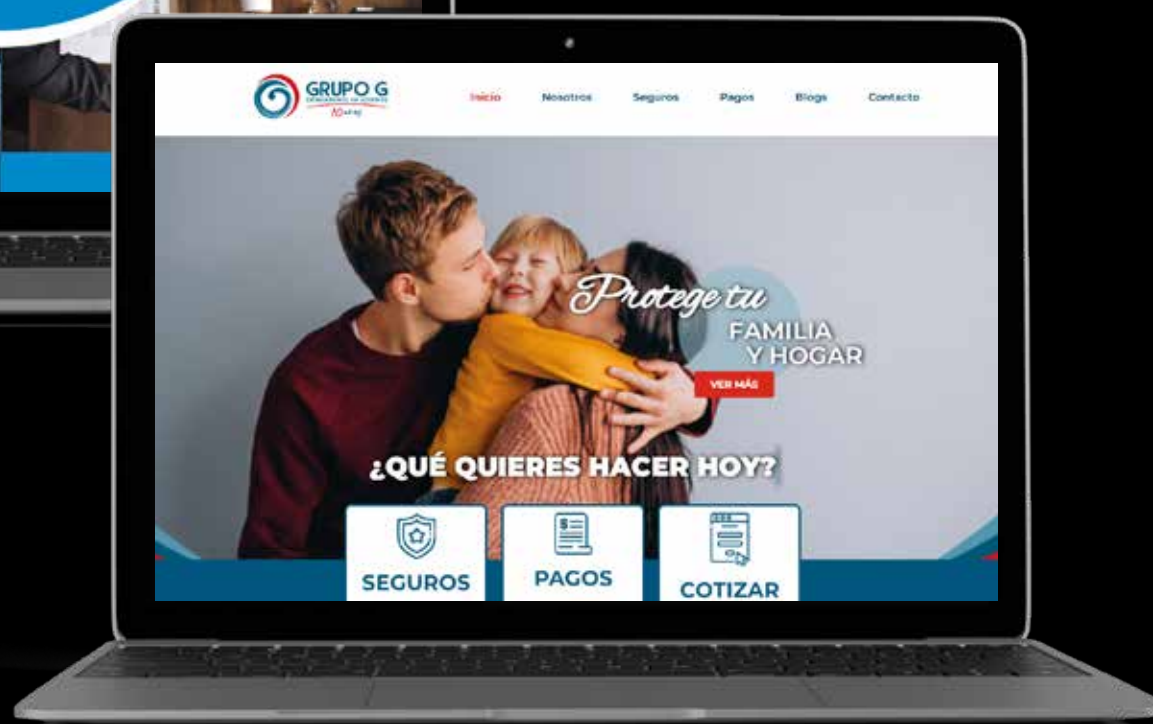 GRUPO G
Inicio Nosotros Seguros Pagos Blogs Contacto
Protege tu
FAMILIA
Y HOGAR
VER MÁS
¿QUÉ QUIERES HACER HOY?
SEGUROS PAGOS COTIZAR